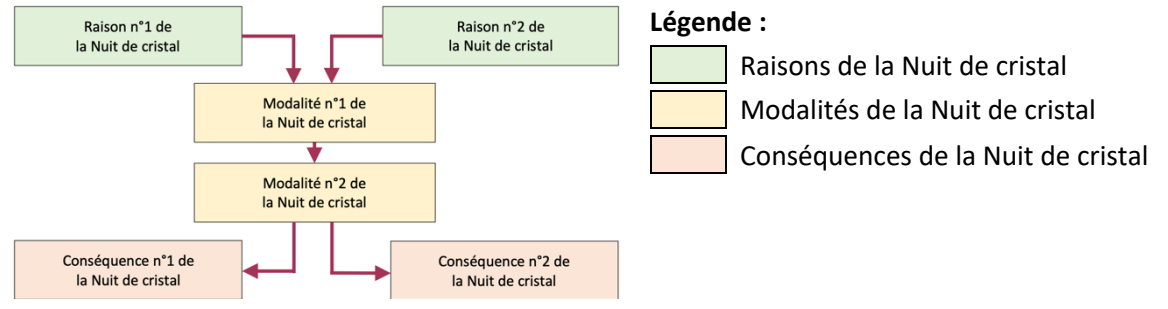 Raison n°1 de
la Nuit de cristal
Raison n°2 de
la Nuit de cristal
Modalité n°1 de
la Nuit de cristal
Modalité n°2 de
la Nuit de cristal
Conséquence n°1 de
la Nuit de cristal
Conséquence n°2 de
la Nuit de cristal
Légende :
Raisons de la Nuit de cristal
Modalités de la Nuit de cristal
Conséquences de la Nuit de cristal